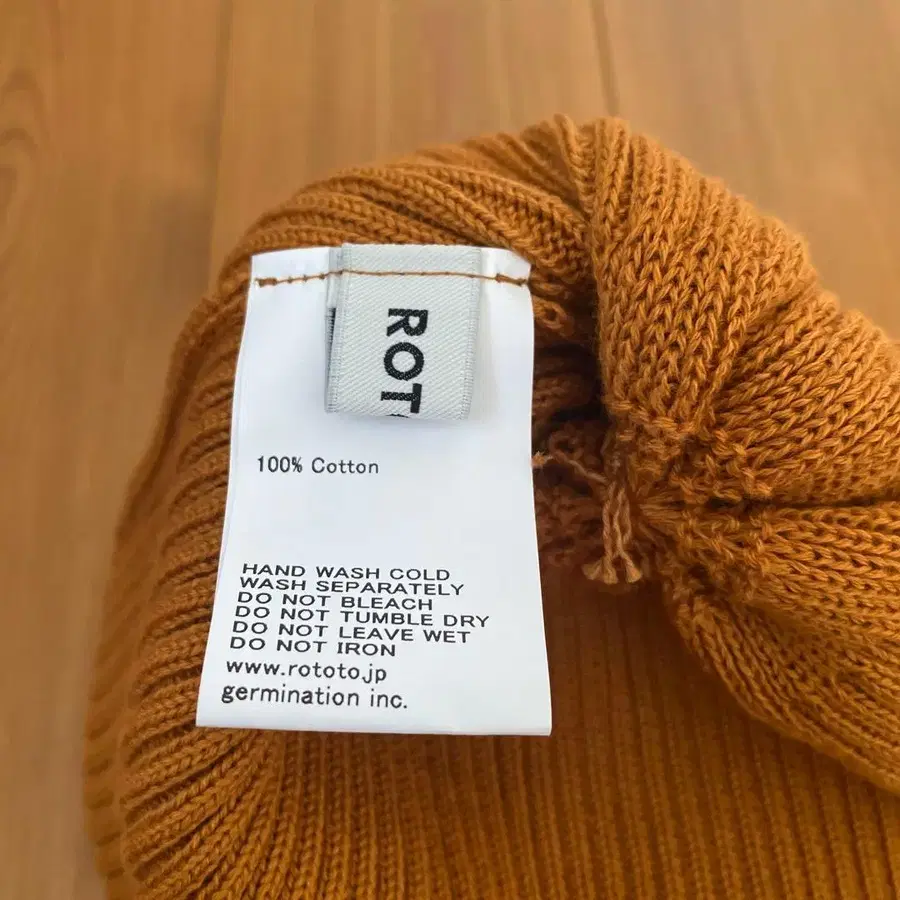 ROT
100% Cotton
HAND WASH COLD
WASH SEPARATELY
DO NOT BLEACH
DO NOT TUMBLE DRY
DO NOT LEAVE WET
DO NOT IRON
www.rototo.jp
germination inc.